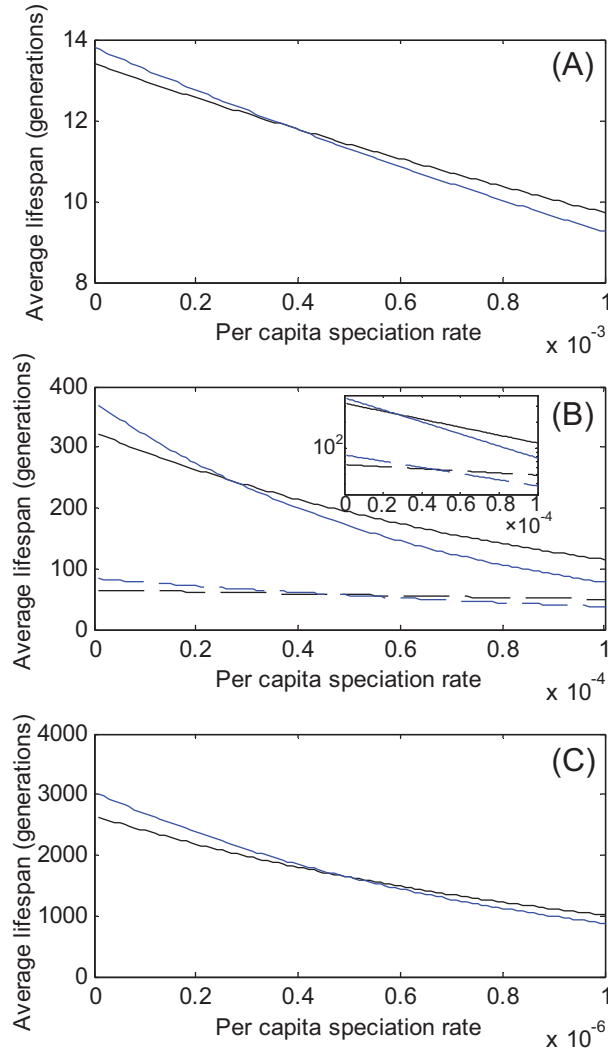 (A)
14
12
10
8
Average lifespan (generations)
0 0.2 0.4 0.6 0.8 1
Per capita speciation rate
x 10-3
(B)
400
300
200
100
0
Average lifespan (generations)
102
0 0.2 0.4 0.6 0.8 1
×10-4
0 0.2 0.4 0.6 0.8 1
Per capita speciation rate
x 10-4
(C)
4000
3000
2000
1000
0
Average lifespan (generations)
0 0.2 0.4 0.6 0.8 1
Per capita speciation rate
x 10-6